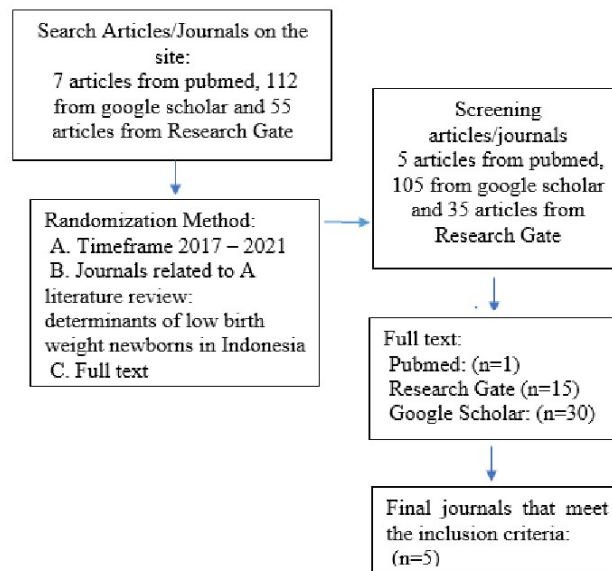 Search Articles/Journals on the
site:
7 articles from pubmed, 112
from google scholar and 55
articles from Research Gate
Randomization Method:
A. Timeframe 2017 – 2021
B. Journals related to A
literature review:
determinants of low birth
weight newborns in Indonesia
C. Full text
Screening
articles/journals
5 articles from pubmed,
105 from google scholar
and 35 articles from
Research Gate
Full text:
Pubmed: (n=1)
Research Gate (n=15)
Google Scholar: (n=30)
Final journals that meet
the inclusion criteria:
(n=5)